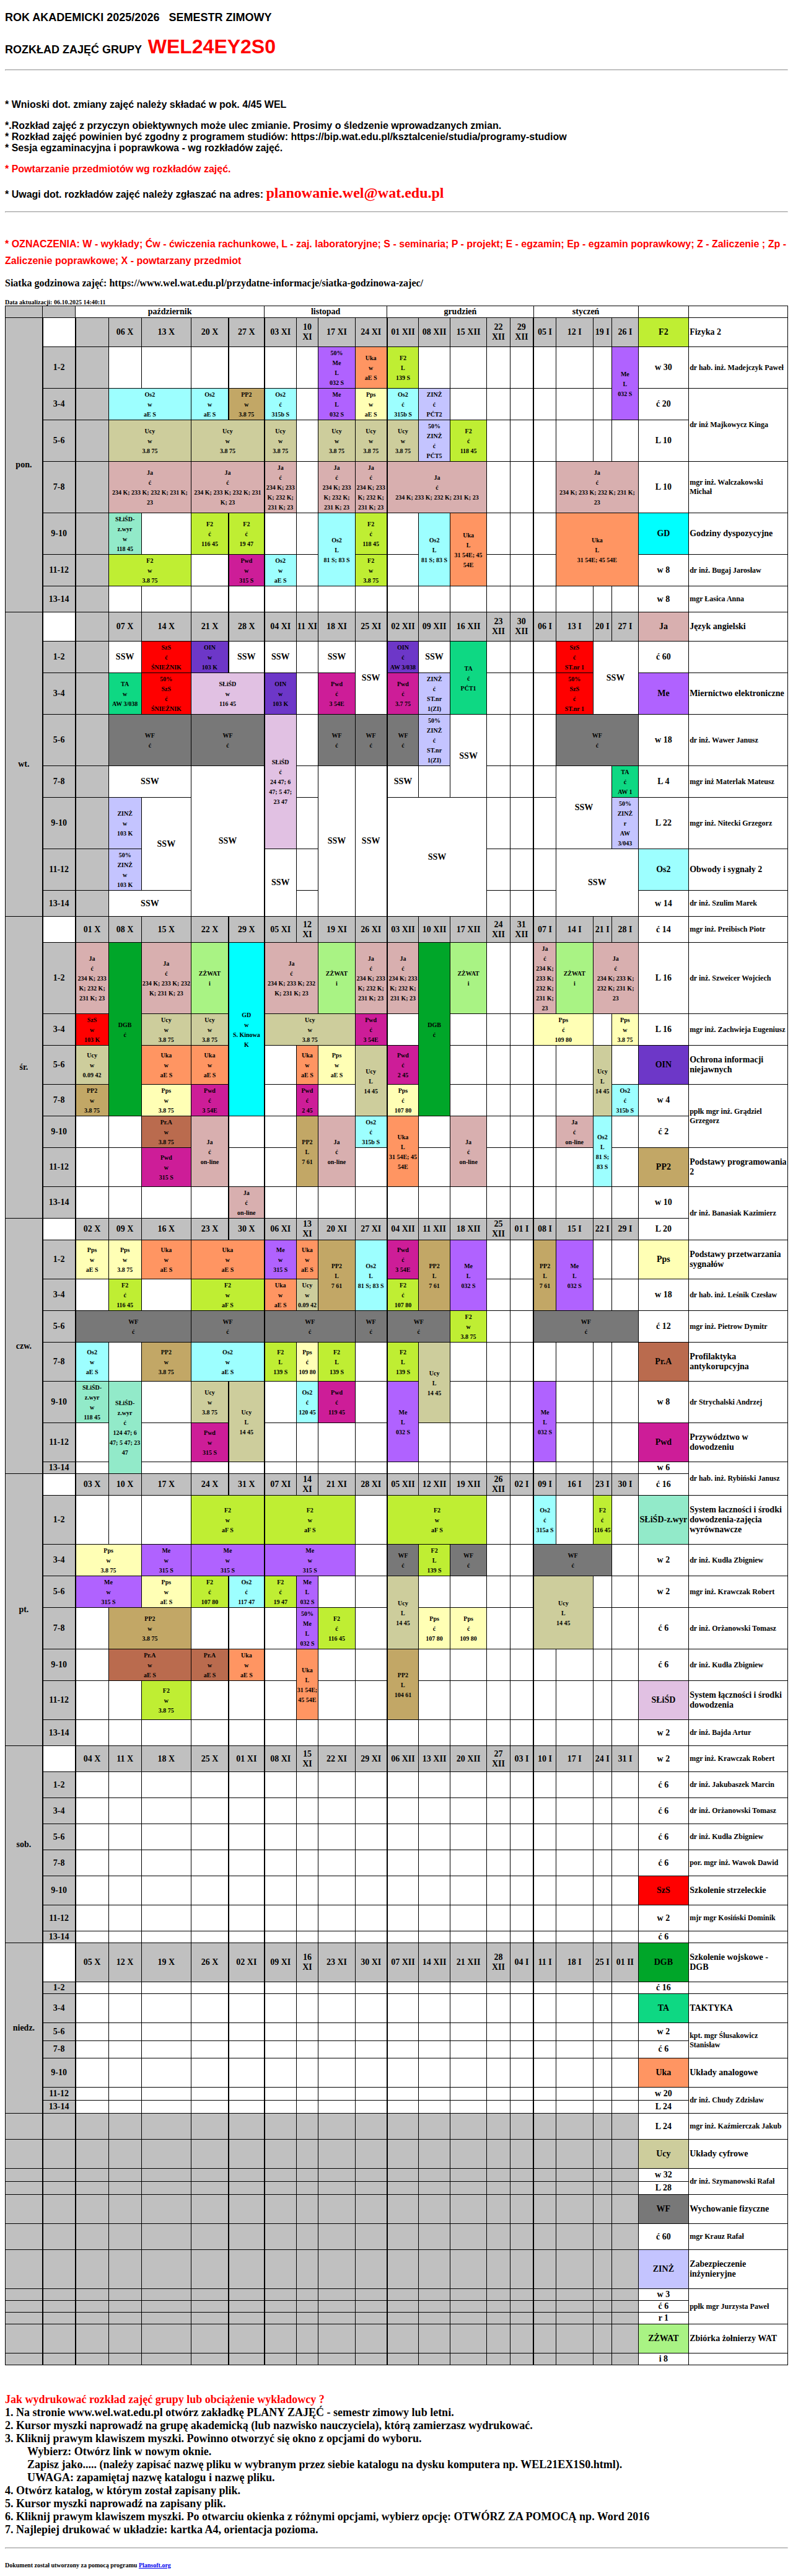 ROK AKADEMICKI 2025/2026 SEMESTR ZIMOWY
ROZKŁAD ZAJĘĆ GRUPY WEL24EY2S0
* Wnioski dot. zmiany zajęć należy składać w pok. 4/45 WEL
*.Rozkład zajęć z przyczyn obiektywnych może ulec zmianie. Prosimy o śledzenie wprowadzanych zmian.
* Rozkład zajęć powinien być zgodny z programem studiów: https://bip.wat.edu.pl/ksztalcenie/studia/programy-studiow
* Sesja egzaminacyjna i poprawkowa - wg rozkładów zajęć.
* Powtarzanie przedmiotów wg rozkładów zajęć.
* Uwagi dot. rozkładów zajęć należy zgłaszać na adres: planowanie.wel@wat.edu.pl
* OZNACZENIA: W - wykłady; Ćw - ćwiczenia rachunkowe, L - zaj. laboratoryjne; S - seminaria; P - projekt; E - egzamin; Ep - egzamin poprawkowy; Z - Zaliczenie ; Zp - Zaliczenie poprawkowe; X - powtarzany przedmiot
Siatka godzinowa zajęć: https://www.wel.wat.edu.pl/przydatne-informacje/siatka-godzinowa-zajec/
Data aktualizacji: 06.10.2025 14:40:11
październik listopad grudzień styczeń
pon. 06 X 13 X 20 X 27 X 03 XI 10 XI 17 XI 24 XI 01 XII 08 XII 15 XII 22 XII 29 XII 05 I 12 I 19 I 26 I F2 Fizyka 2
1-2 50% Me L 032 S Uka w aE S F2 L 139 S Me L 032 S w 30 dr hab. inż. Madejczyk Paweł
3-4 Os2 w aE S Os2 w aE S PP2 w 3.8 75 Os2 ć 315b S Me L 032 S Pps w aE S Os2 ć 315b S ZINŻ ć PĆT2 ć 20 dr inż Majkowycz Kinga
5-6 Ucy w 3.8 75 Ucy w 3.8 75 Ucy w 3.8 75 Ucy w 3.8 75 Ucy w 3.8 75 Ucy w 3.8 75 50% ZINŻ ć PĆT5 F2 ć 118 45 L 10
7-8 Ja ć 234 K; 233 K; 232 K; 231 K; 23 Ja ć 234 K; 233 K; 232 K; 231 K; 23 Ja ć 234 K; 233 K; 232 K; 231 K; 23 Ja ć 234 K; 233 K; 232 K; 231 K; 23 Ja ć 234 K; 233 K; 232 K; 231 K; 23 Ja ć 234 K; 233 K; 232 K; 231 K; 23 Ja ć 234 K; 233 K; 232 K; 231 K; 23 L 10 mgr inż. Walczakowski Michał
9-10 SŁiŚD-z.wyr w 118 45 F2 ć 116 45 F2 ć 19 47 Os2 L 81 S; 83 S F2 ć 118 45 Os2 L 81 S; 83 S Uka L 31 54E; 45 54E Uka L 31 54E; 45 54E GD Godziny dyspozycyjne
11-12 F2 w 3.8 75 Pwd w 315 S Os2 w aE S F2 w 3.8 75 w 8 dr inż. Bugaj Jarosław
13-14 w 8 mgr Łasica Anna
wt. 07 X 14 X 21 X 28 X 04 XI 11 XI 18 XI 25 XI 02 XII 09 XII 16 XII 23 XII 30 XII 06 I 13 I 20 I 27 I Ja Język angielski
1-2 SSW SzS ć ŚNIEŻNIK OIN w 103 K SSW SSW SSW SSW OIN ć AW 3/038 SSW TA ć PĆT1 SzS ć ST.nr 1 SSW ć 60
3-4 TA w AW 3/038 50% SzS ć ŚNIEŻNIK SŁiŚD w 116 45 OIN w 103 K Pwd ć 3 54E Pwd ć 3.7 75 ZINŻ ć ST.nr 1(ZI) 50% SzS ć ST.nr 1 Me Miernictwo elektroniczne
5-6 WF ć WF ć SŁiŚD ć 24 47; 6 47; 5 47; 23 47 WF ć WF ć WF ć 50% ZINŻ ć ST.nr 1(ZI) SSW WF ć w 18 dr inż. Wawer Janusz
7-8 SSW SSW SSW SSW SSW SSW TA ć AW 1 L 4 mgr inż Materlak Mateusz
9-10 ZINŻ w 103 K SSW SSW 50% ZINŻ r AW 3/043 L 22 mgr inż. Nitecki Grzegorz
11-12 50% ZINŻ w 103 K SSW SSW Os2 Obwody i sygnały 2
13-14 SSW w 14 dr inż. Szulim Marek
śr. 01 X 08 X 15 X 22 X 29 X 05 XI 12 XI 19 XI 26 XI 03 XII 10 XII 17 XII 24 XII 31 XII 07 I 14 I 21 I 28 I ć 14 mgr inż. Preibisch Piotr
1-2 Ja ć 234 K; 233 K; 232 K; 231 K; 23 DGB ć Ja ć 234 K; 233 K; 232 K; 231 K; 23 ZŻWAT i GD w S. Kinowa K Ja ć 234 K; 233 K; 232 K; 231 K; 23 ZŻWAT i Ja ć 234 K; 233 K; 232 K; 231 K; 23 Ja ć 234 K; 233 K; 232 K; 231 K; 23 DGB ć ZŻWAT i Ja ć 234 K; 233 K; 232 K; 231 K; 23 ZŻWAT i Ja ć 234 K; 233 K; 232 K; 231 K; 23 L 16 dr inż. Szweicer Wojciech
3-4 SzS w 103 K Ucy w 3.8 75 Ucy w 3.8 75 Ucy w 3.8 75 Pwd ć 3 54E Pps ć 109 80 Pps w 3.8 75 L 16 mgr inż. Zachwieja Eugeniusz
5-6 Ucy w 0.09 42 Uka w aE S Uka w aE S Uka w aE S Pps w aE S Ucy L 14 45 Pwd ć 2 45 Ucy L 14 45 OIN Ochrona informacji niejawnych
7-8 PP2 w 3.8 75 Pps w 3.8 75 Pwd ć 3 54E Pwd ć 2 45 Pps ć 107 80 Os2 ć 315b S w 4 ppłk mgr inż. Grądziel Grzegorz
9-10 Pr.A w 3.8 75 Ja ć on-line PP2 L 7 61 Ja ć on-line Os2 ć 315b S Uka L 31 54E; 45 54E Ja ć on-line Ja ć on-line Os2 L 81 S; 83 S ć 2
11-12 Pwd w 315 S PP2 Podstawy programowania 2
13-14 Ja ć on-line w 10 dr inż. Banasiak Kazimierz
czw. 02 X 09 X 16 X 23 X 30 X 06 XI 13 XI 20 XI 27 XI 04 XII 11 XII 18 XII 25 XII 01 I 08 I 15 I 22 I 29 I L 20
1-2 Pps w aE S Pps w 3.8 75 Uka w aE S Uka w aE S Me w 315 S Uka w aE S PP2 L 7 61 Os2 L 81 S; 83 S Pwd ć 3 54E PP2 L 7 61 Me L 032 S PP2 L 7 61 Me L 032 S Pps Podstawy przetwarzania sygnałów
3-4 F2 ć 116 45 F2 w aF S Uka w aE S Ucy w 0.09 42 F2 ć 107 80 w 18 dr hab. inż. Leśnik Czesław
5-6 WF ć WF ć WF ć WF ć WF ć F2 w 3.8 75 WF ć ć 12 mgr inż. Pietrow Dymitr
7-8 Os2 w aE S PP2 w 3.8 75 Os2 w aE S F2 L 139 S Pps ć 109 80 F2 L 139 S F2 L 139 S Ucy L 14 45 Pr.A Profilaktyka antykorupcyjna
9-10 SŁiŚD-z.wyr w 118 45 SŁiŚD-z.wyr ć 124 47; 6 47; 5 47; 23 47 Ucy w 3.8 75 Ucy L 14 45 Os2 ć 120 45 Pwd ć 119 45 Me L 032 S Me L 032 S w 8 dr Strychalski Andrzej
11-12 Pwd w 315 S Pwd Przywództwo w dowodzeniu
13-14 w 6 dr hab. inż. Rybiński Janusz
pt. 03 X 10 X 17 X 24 X 31 X 07 XI 14 XI 21 XI 28 XI 05 XII 12 XII 19 XII 26 XII 02 I 09 I 16 I 23 I 30 I ć 16
1-2 F2 w aF S F2 w aF S F2 w aF S Os2 ć 315a S F2 ć 116 45 SŁiŚD-z.wyr System łączności i środki dowodzenia-zajęcia wyrównawcze
3-4 Pps w 3.8 75 Me w 315 S Me w 315 S Me w 315 S WF ć F2 L 139 S WF ć WF ć w 2 dr inż. Kudła Zbigniew
5-6 Me w 315 S Pps w aE S F2 ć 107 80 Os2 ć 117 47 F2 ć 19 47 Me L 032 S Ucy L 14 45 Ucy L 14 45 w 2 mgr inż. Krawczak Robert
7-8 PP2 w 3.8 75 50% Me L 032 S F2 ć 116 45 Pps ć 107 80 Pps ć 109 80 ć 6 dr inż. Orżanowski Tomasz
9-10 Pr.A w aE S Pr.A w aE S Uka w aE S Uka L 31 54E; 45 54E PP2 L 104 61 ć 6 dr inż. Kudła Zbigniew
11-12 F2 w 3.8 75 SŁiŚD System łączności i środki dowodzenia
13-14 w 2 dr inż. Bajda Artur
sob. 04 X 11 X 18 X 25 X 01 XI 08 XI 15 XI 22 XI 29 XI 06 XII 13 XII 20 XII 27 XII 03 I 10 I 17 I 24 I 31 I w 2 mgr inż. Krawczak Robert
1-2 ć 6 dr inż. Jakubaszek Marcin
3-4 ć 6 dr inż. Orżanowski Tomasz
5-6 ć 6 dr inż. Kudła Zbigniew
7-8 ć 6 por. mgr inż. Wawok Dawid
9-10 SzS Szkolenie strzeleckie
11-12 w 2 mjr mgr Kosiński Dominik
13-14 ć 6
niedz. 05 X 12 X 19 X 26 X 02 XI 09 XI 16 XI 23 XI 30 XI 07 XII 14 XII 21 XII 28 XII 04 I 11 I 18 I 25 I 01 II DGB Szkolenie wojskowe - DGB
1-2 ć 16
3-4 TA TAKTYKA
5-6 w 2 kpt. mgr Ślusakowicz Stanisław
7-8 ć 6
9-10 Uka Układy analogowe
11-12 w 20 dr inż. Chudy Zdzisław
13-14 L 24
L 24 mgr inż. Kaźmierczak Jakub
Ucy Układy cyfrowe
w 32 dr inż. Szymanowski Rafał
L 28
WF Wychowanie fizyczne
ć 60 mgr Krauz Rafał
ZINŻ Zabezpieczenie inżynieryjne
w 3 ppłk mgr Jurzysta Paweł
ć 6
r 1
ZŻWAT Zbiórka żołnierzy WAT
i 8
Jak wydrukować rozkład zajęć grupy lub obciążenie wykładowcy ?
1. Na stronie www.wel.wat.edu.pl otwórz zakładkę PLANY ZAJĘĆ - semestr zimowy lub letni.
2. Kursor myszki naprowadź na grupę akademicką (lub nazwisko nauczyciela), którą zamierzasz wydrukować.
3. Kliknij prawym klawiszem myszki. Powinno otworzyć się okno z opcjami do wyboru.
Wybierz: Otwórz link w nowym oknie.
Zapisz jako..... (należy zapisać nazwę pliku w wybranym przez siebie katalogu na dysku komputera np. WEL21EX1S0.html).
UWAGA: zapamiętaj nazwę katalogu i nazwę pliku.
4. Otwórz katalog, w którym został zapisany plik.
5. Kursor myszki naprowadź na zapisany plik.
6. Kliknij prawym klawiszem myszki. Po otwarciu okienka z różnymi opcjami, wybierz opcję: OTWÓRZ ZA POMOCĄ np. Word 2016
7. Najlepiej drukować w układzie: kartka A4, orientacja pozioma.
Dokument został utworzony za pomocą programu Plansoft.org